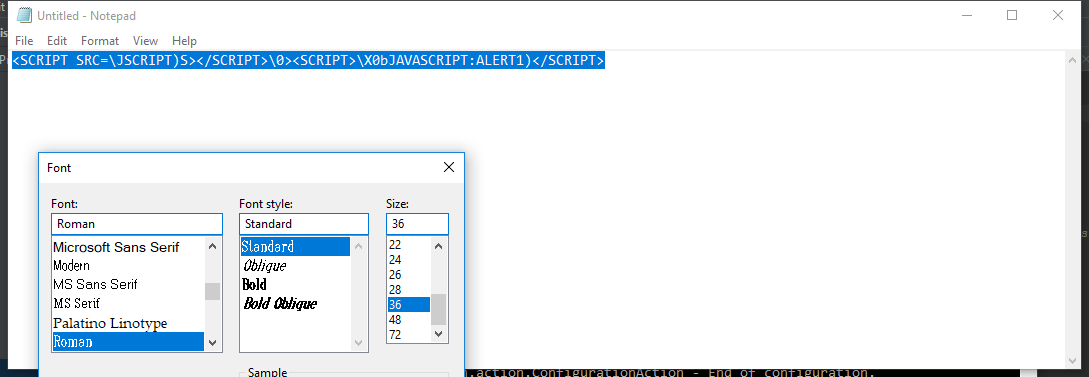 Untitled - Notepad
File Edit Format View Help
<SCRIPT SRC=\JSCRIPT)S></SCRIPT>\0><SCRIPT>\X0bJAVASCRIPT:ALERT1)</SCRIPT>
Font
Font: Font style: Size:
Roman Standard 36
Microsoft Sans Serif
Modern
MS Sans Serif
MS Serif
Palatino Linotype
Roman
Standard
Oblique
Bold
Bold Oblique
22
24
26
28
36
48
72
Sample
.action.ConfigurationAction - End of configuration.